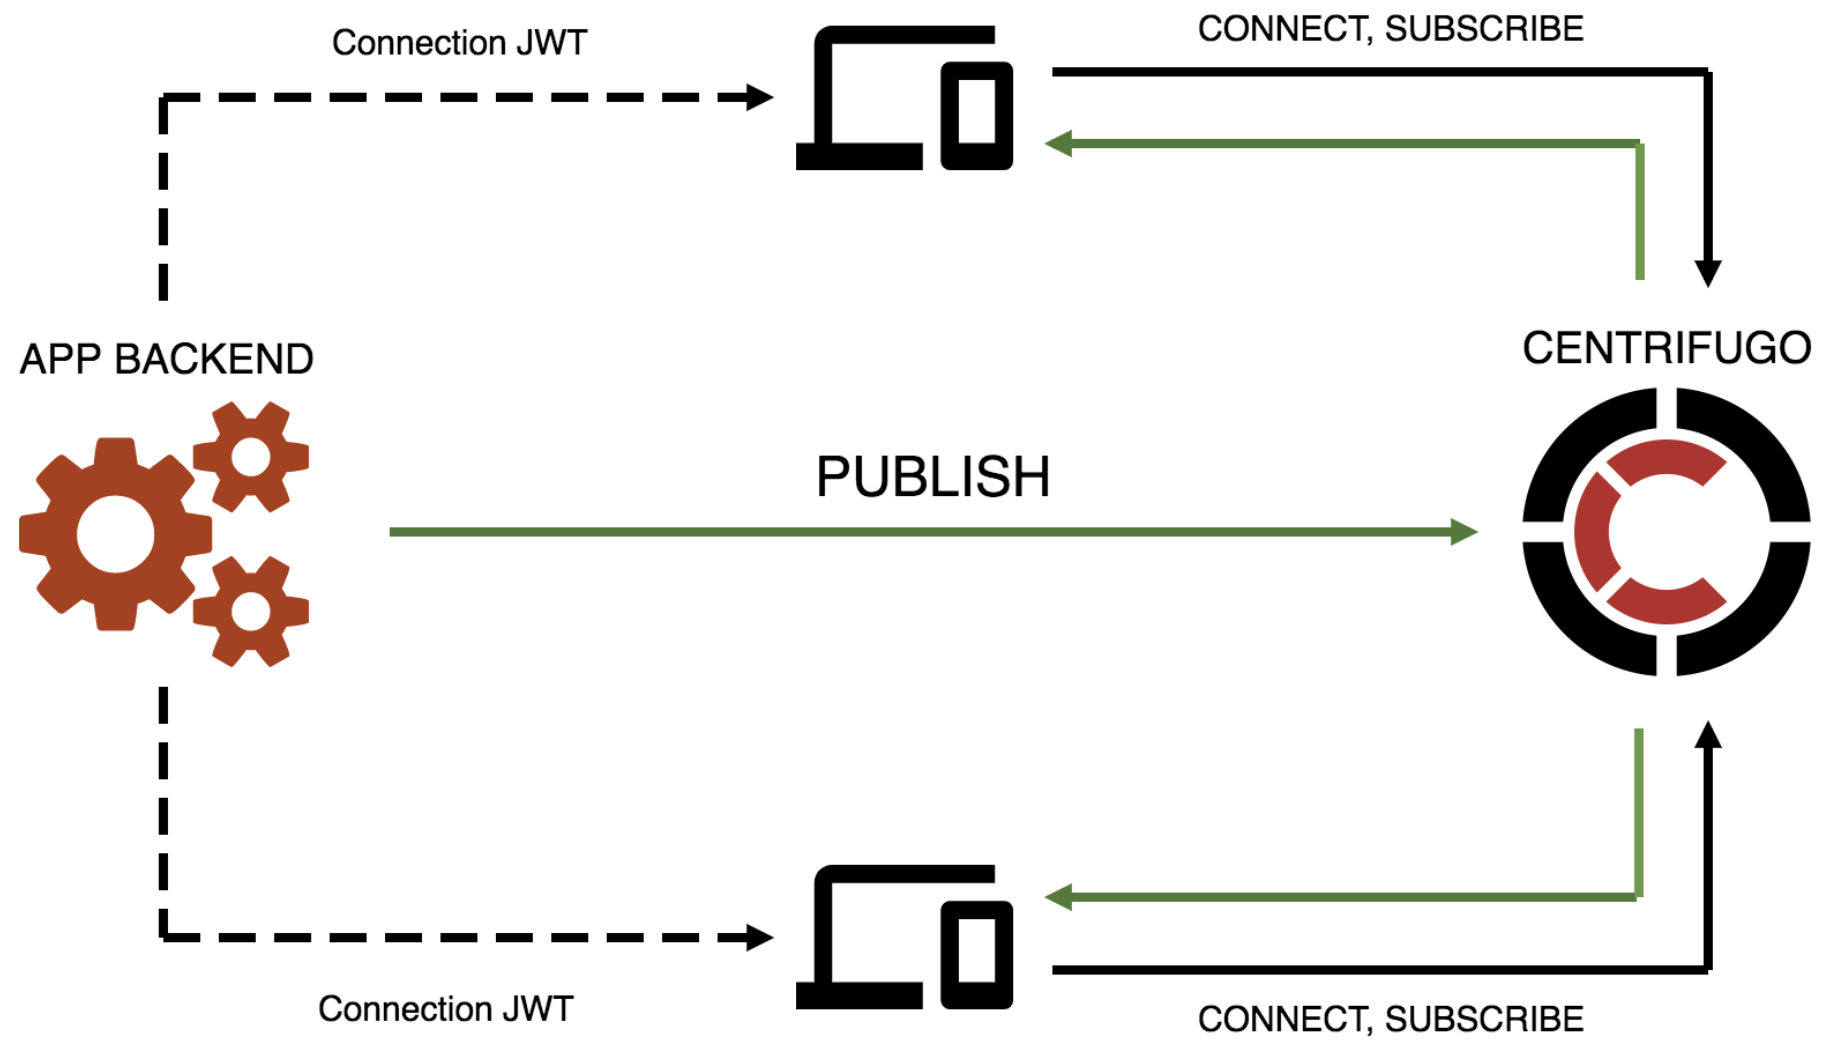 Connection JWT
CONNECT, SUBSCRIBE
APP BACKEND
CENTRIFUGO
PUBLISH
Connection JWT
CONNECT, SUBSCRIBE